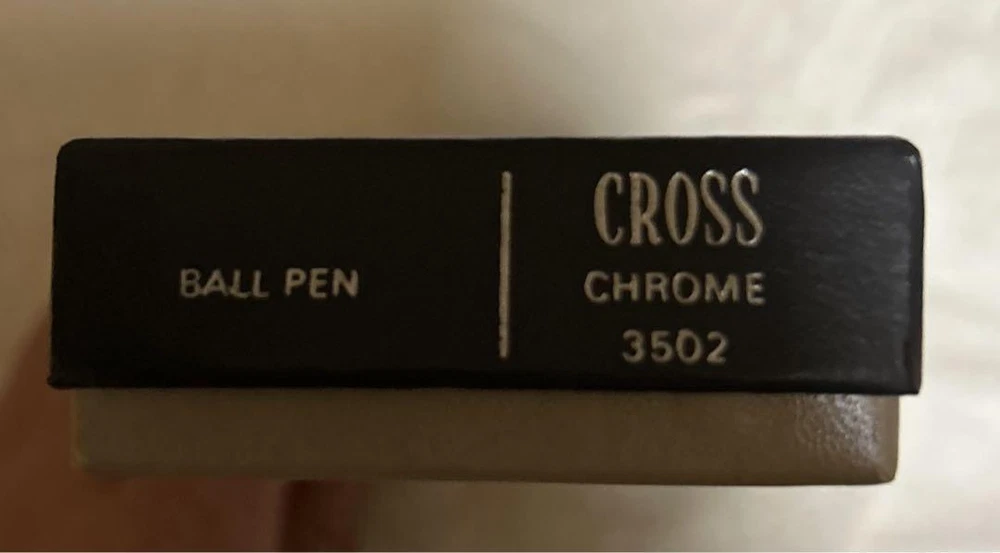 BALL PEN
CROSS
CHROME
3502